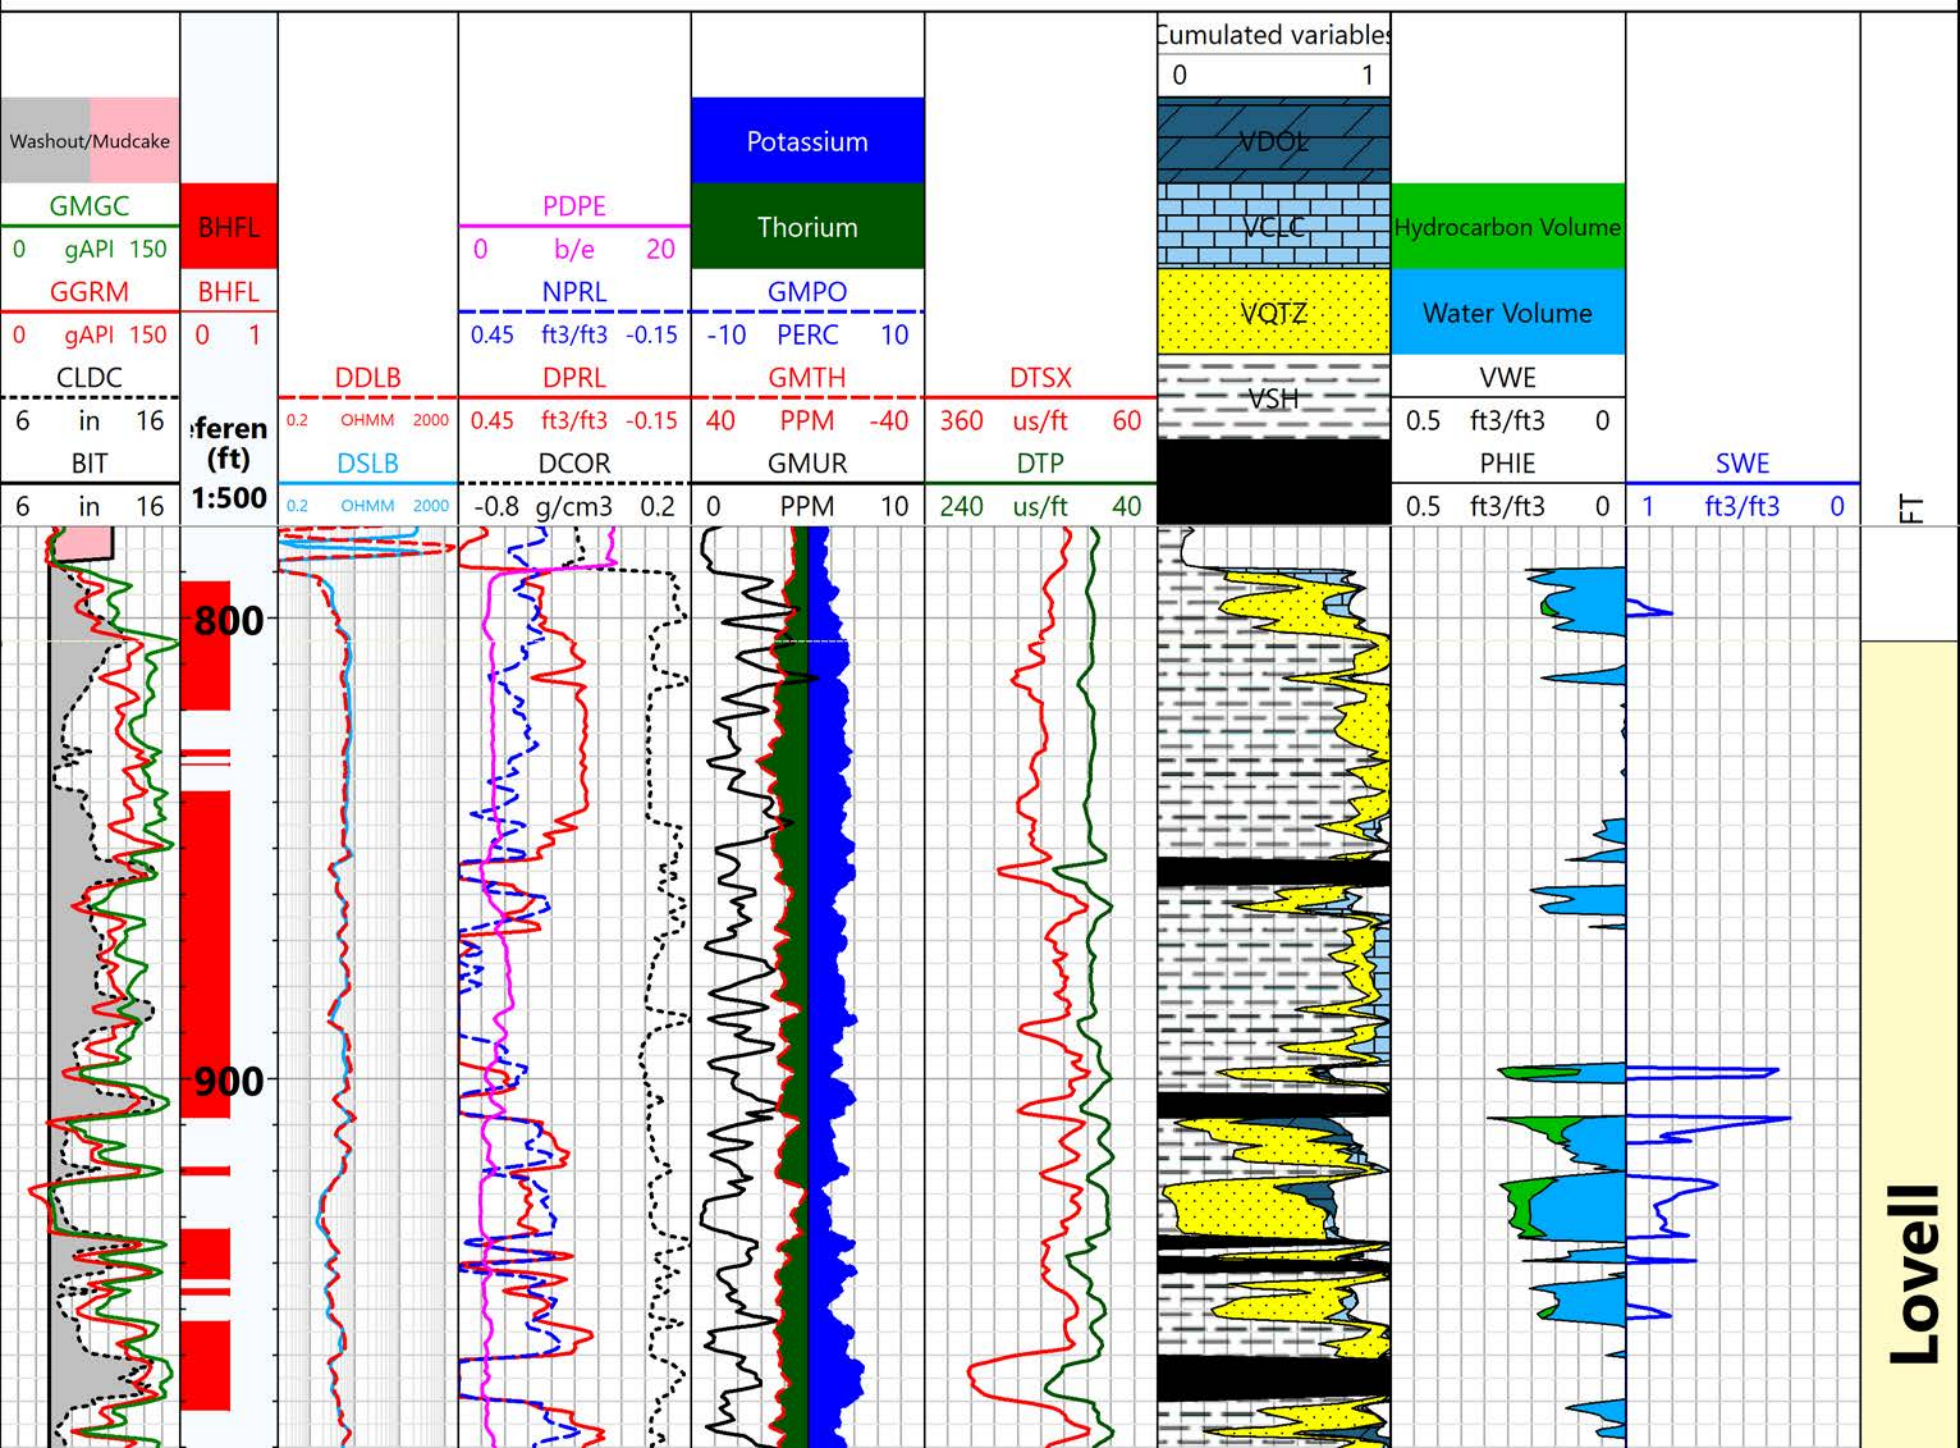 Cumulated variables
0 1
Washout/Mudcake
GMGC
0 gAPI 150
GGRM
0 gAPI 150
CLDC
6 in 16
BIT
6 in 16
BHFL
BHFL
0 1
feren
(ft)
1:500
DDLB
0.2 OHMM 2000
DSLB
0.2 OHMM 2000
PDPE
0 b/e 20
NPRL
0.45 ft3/ft3 -0.15
DPRL
0.45 ft3/ft3 -0.15
DCOR
-0.8 g/cm3 0.2
Potassium
Thorium
GMPO
-10 PERC 10
GMTH
40 PPM -40
GMUR
0 PPM 10
DTSX
360 us/ft 60
DTP
240 us/ft 40
VDOL
VCLC
VQTZ
VSH
Hydrocarbon Volume
Water Volume
VWE
0.5 ft3/ft3 0
PHIE
0.5 ft3/ft3 0
SWE
1 ft3/ft3 0
FT
800
900
Lovell